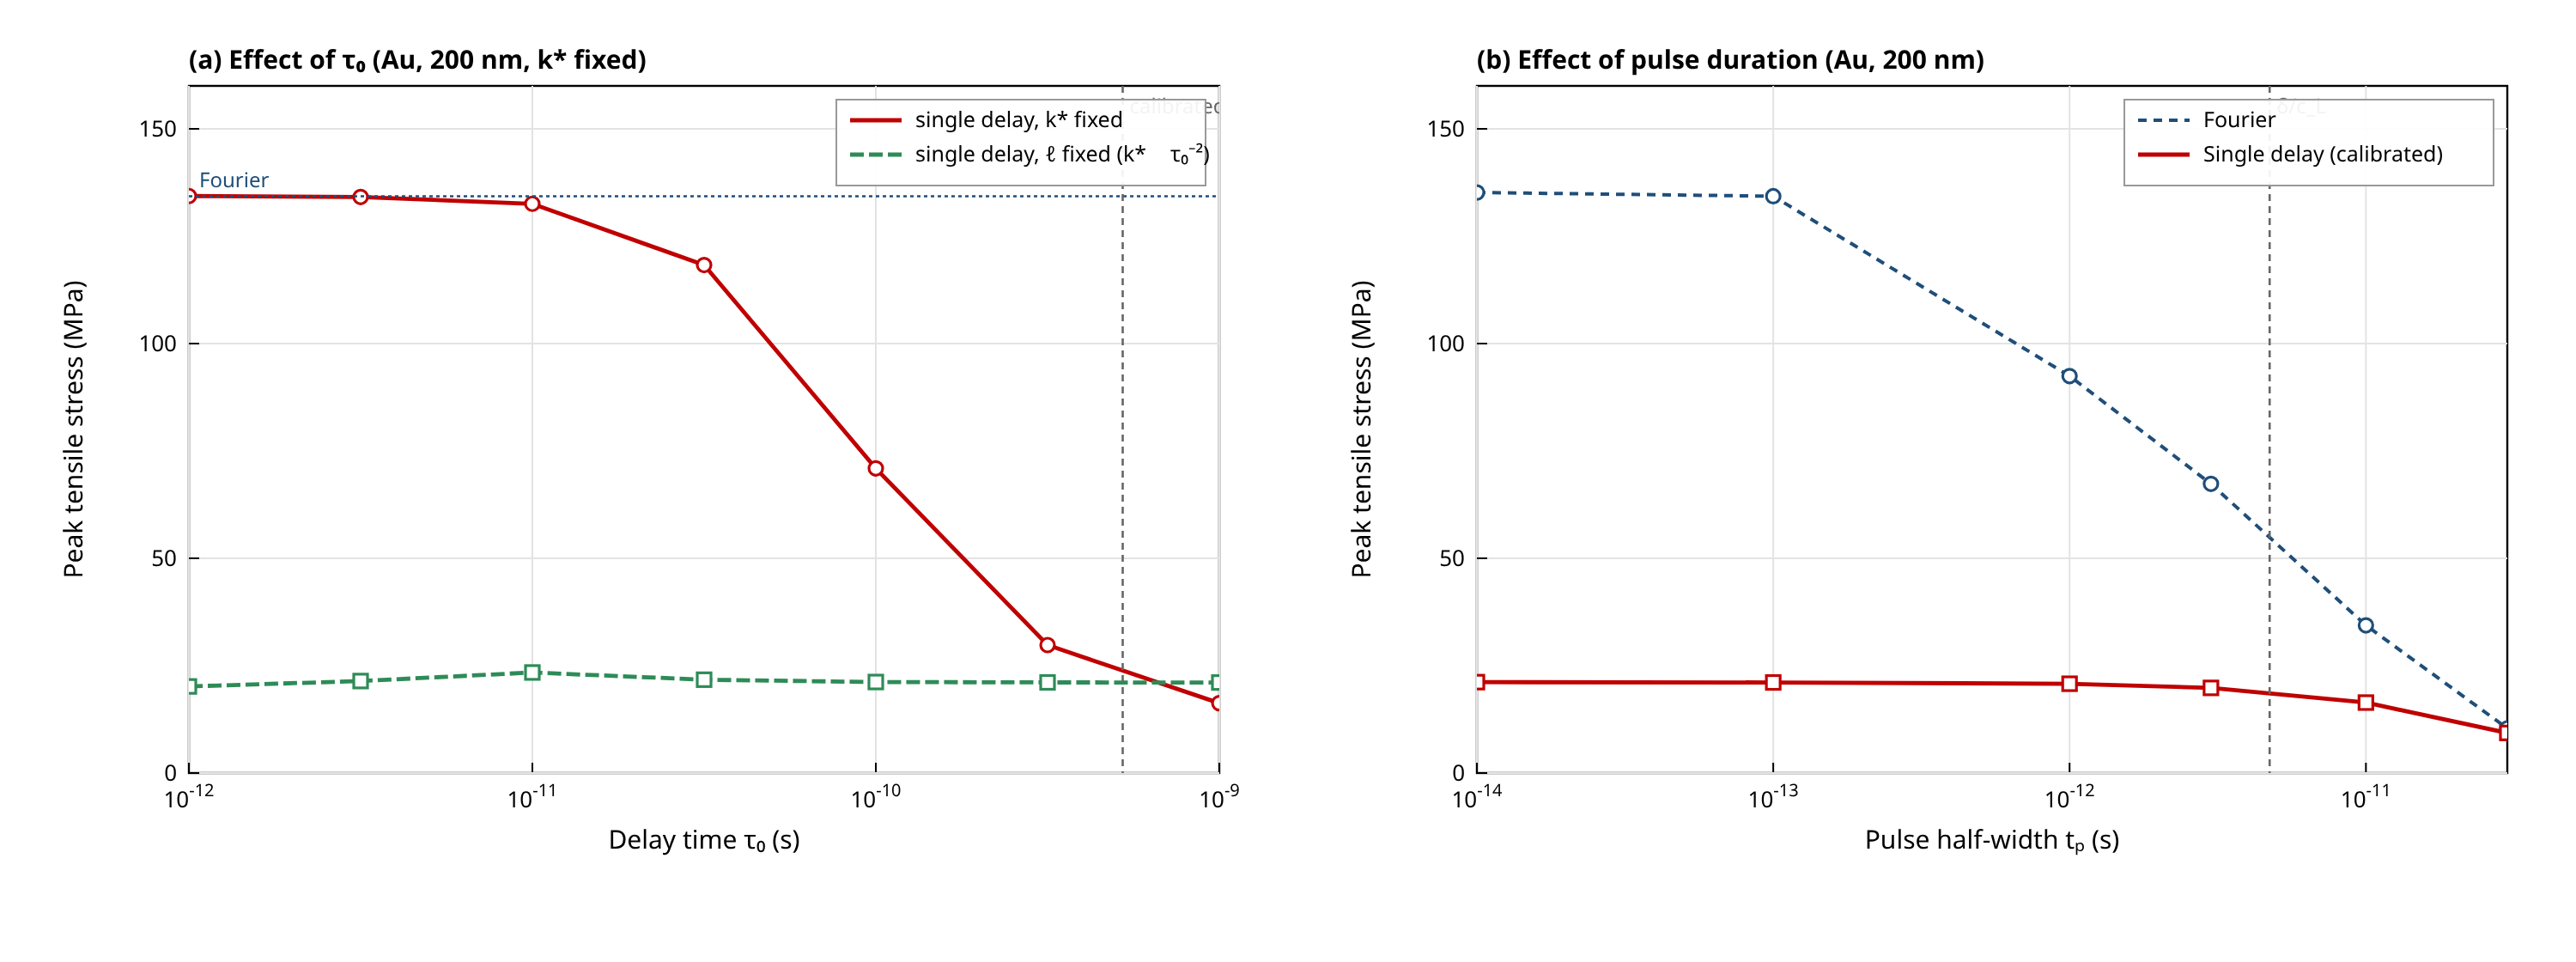 (a) Effect of τ₀ (Au, 200 nm, k* fixed)
calibrated
single delay, k* fixed
single delay, ℓ fixed (k* τ₀⁻²)
Fourier
150
100
50
0
10⁻¹²
10⁻¹¹
10⁻¹⁰
10⁻⁹
Delay time τ₀ (s)
Peak tensile stress (MPa)
(b) Effect of pulse duration (Au, 200 nm)
δ/c_L
Fourier
Single delay (calibrated)
150
100
50
0
10⁻¹⁴
10⁻¹³
10⁻¹²
10⁻¹¹
Pulse half-width tₚ (s)
Peak tensile stress (MPa)